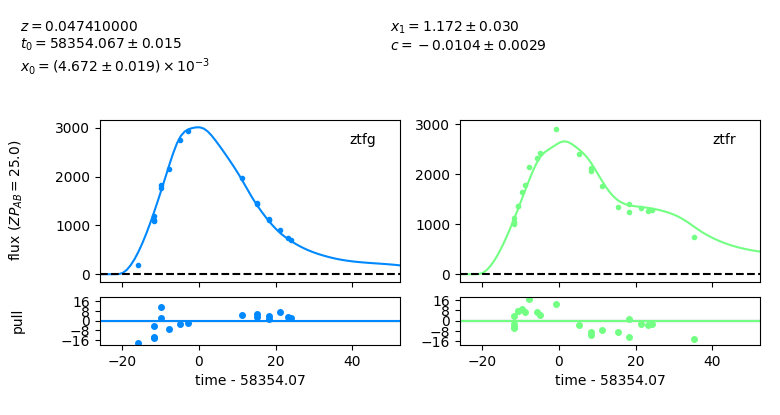 z = 0.047410000
t₀ = 58354.067 ± 0.015
x₀ = (4.672 ± 0.019) × 10⁻³
x₁ = 1.172 ± 0.030
c = −0.0104 ± 0.0029
flux (ZP_AB = 25.0)
3000
2000
1000
0
ztfg
3000
2000
1000
0
ztfr
pull
16
8
0
−8
−16
−20
0
20
40
time - 58354.07
16
8
0
−8
−16
−20
0
20
40
time - 58354.07